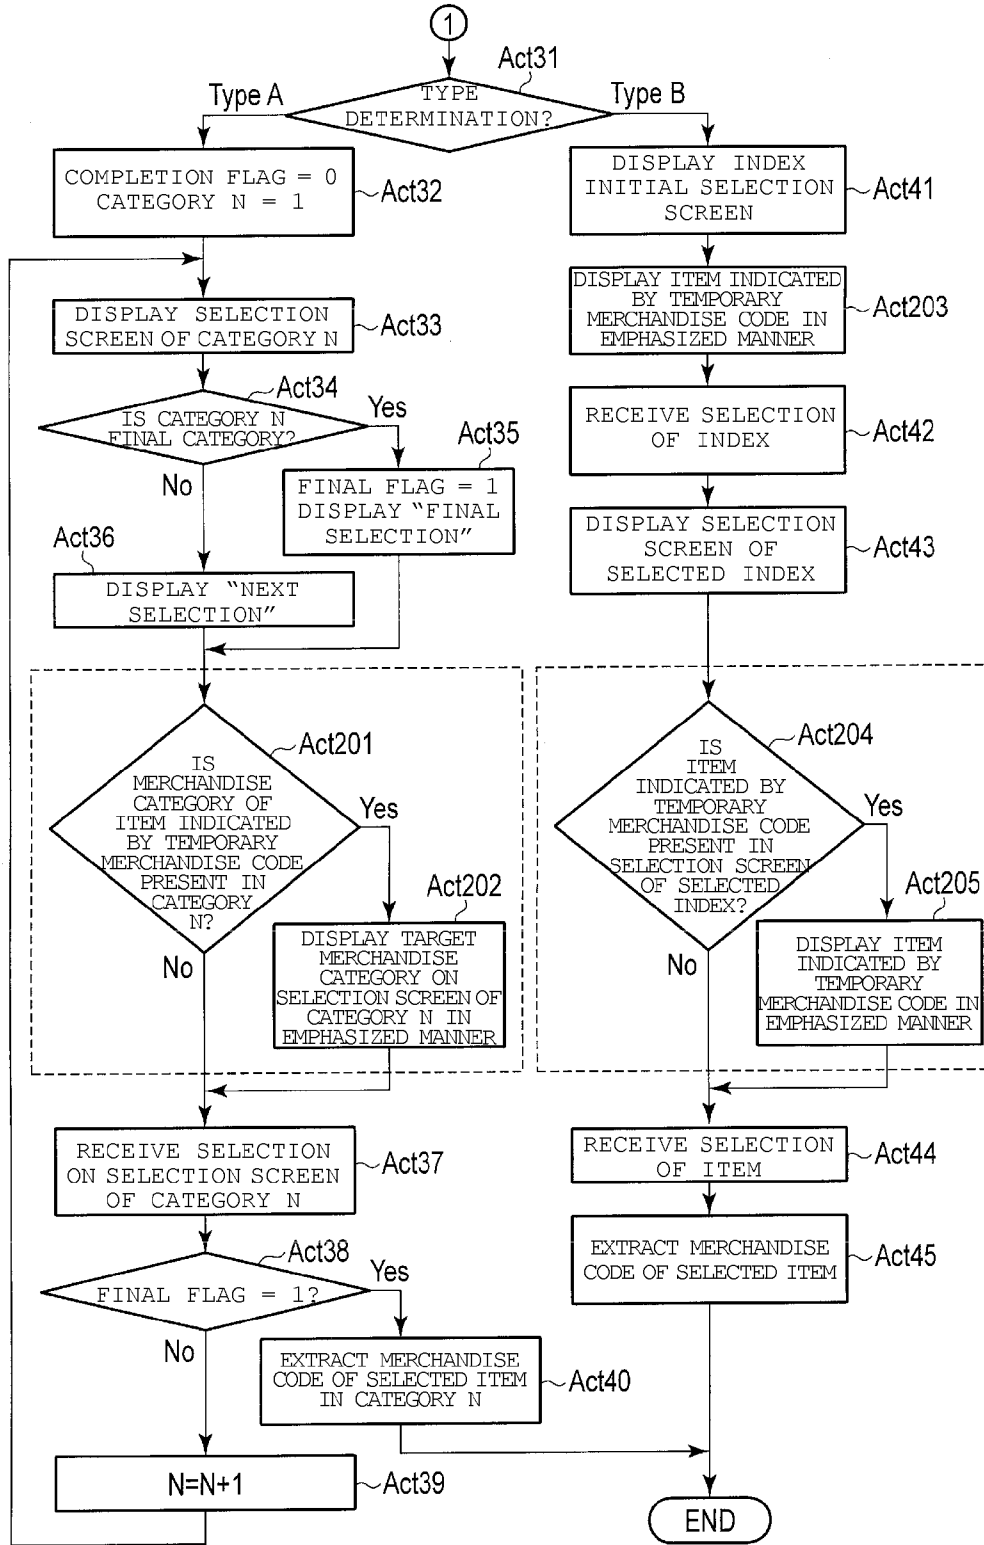 1
Act31
TYPE
DETERMINATION?
Type A
Type B
COMPLETION FLAG = 0
CATEGORY N = 1
Act32
DISPLAY SELECTION
SCREEN OF CATEGORY N
Act33
Act34
IS CATEGORY N
FINAL CATEGORY?
Yes
No
Act35
FINAL FLAG = 1
DISPLAY “FINAL
SELECTION”
Act36
DISPLAY “NEXT
SELECTION”
Act201
IS
MERCHANDISE
CATEGORY OF
ITEM INDICATED
BY TEMPORARY
MERCHANDISE CODE
PRESENT IN
CATEGORY
N?
Yes
No
Act202
DISPLAY TARGET
MERCHANDISE
CATEGORY ON
SELECTION SCREEN OF
CATEGORY N IN
EMPHASIZED MANNER
RECEIVE SELECTION
ON SELECTION SCREEN
OF CATEGORY N
Act37
Act38
FINAL FLAG = 1?
Yes
No
EXTRACT MERCHANDISE
CODE OF SELECTED ITEM
IN CATEGORY N
Act40
N=N+1
Act39
DISPLAY INDEX
INITIAL SELECTION
SCREEN
Act41
DISPLAY ITEM INDICATED
BY TEMPORARY
MERCHANDISE CODE IN
EMPHASIZED MANNER
Act203
RECEIVE SELECTION
OF INDEX
Act42
DISPLAY SELECTION
SCREEN OF
SELECTED INDEX
Act43
Act204
IS
ITEM
INDICATED BY
TEMPORARY
MERCHANDISE CODE
PRESENT IN
SELECTION SCREEN
OF SELECTED
INDEX?
Yes
No
Act205
DISPLAY ITEM
INDICATED BY
TEMPORARY
MERCHANDISE CODE IN
EMPHASIZED MANNER
RECEIVE SELECTION
OF ITEM
Act44
EXTRACT MERCHANDISE
CODE OF SELECTED ITEM
Act45
END